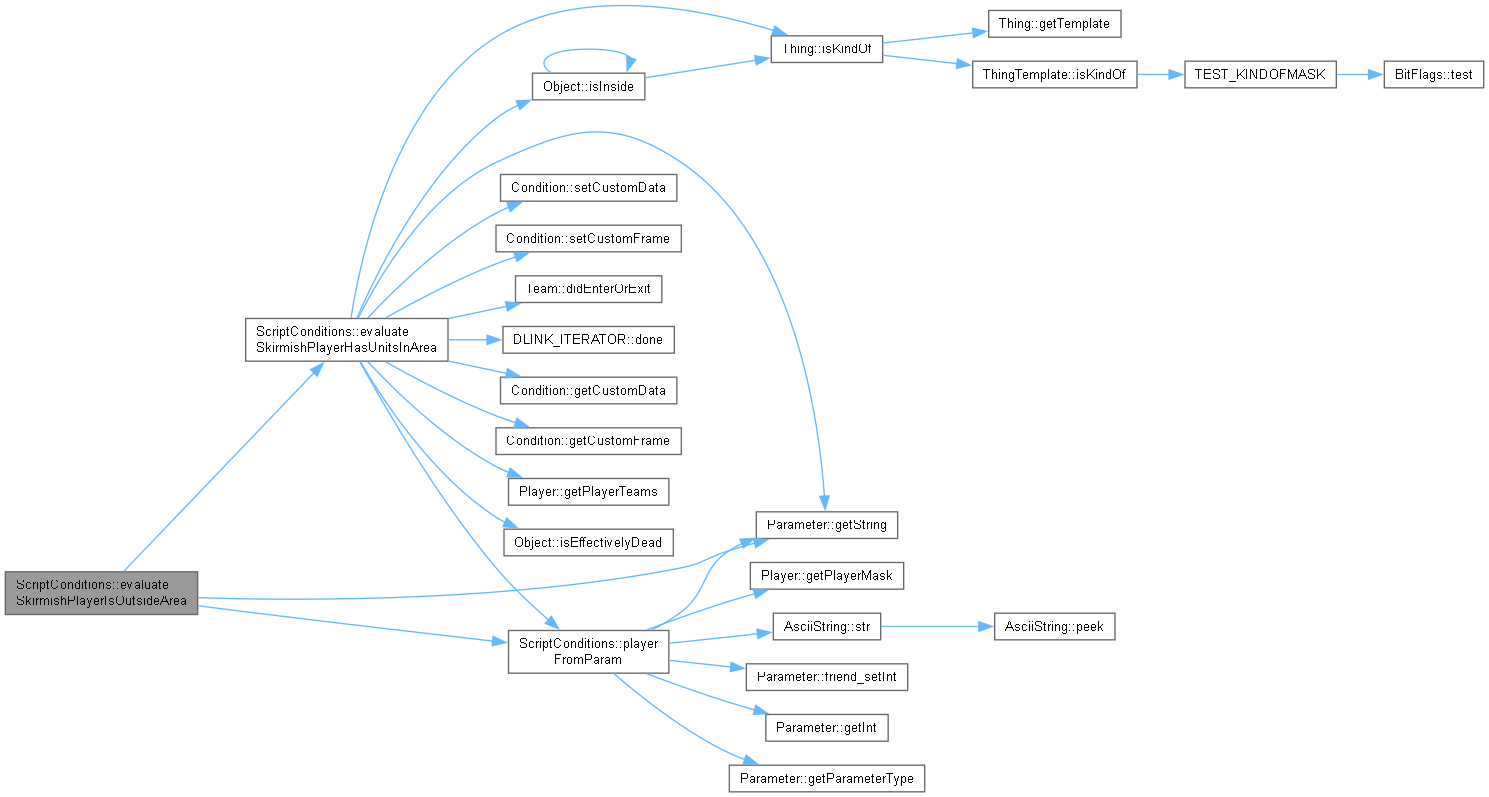 Thing::getTemplate
Thing::isKindOf
ThingTemplate::isKindOf
TEST_KINDOFMASK
BitFlags::test
Object::isInside
Condition::setCustomData
Condition::setCustomFrame
Team::didEnterOrExit
ScriptConditions::evaluate
SkirmishPlayerHasUnitsInArea
DLINK_ITERATOR::done
Condition::getCustomData
Condition::getCustomFrame
Player::getPlayerTeams
Parameter::getString
Object::isEffectivelyDead
ScriptConditions::evaluate
SkirmishPlayerIsOutsideArea
Player::getPlayerMask
AsciiString::str
AsciiString::peek
ScriptConditions::player
FromParam
Parameter::friend_setInt
Parameter::getInt
Parameter::getParameterType